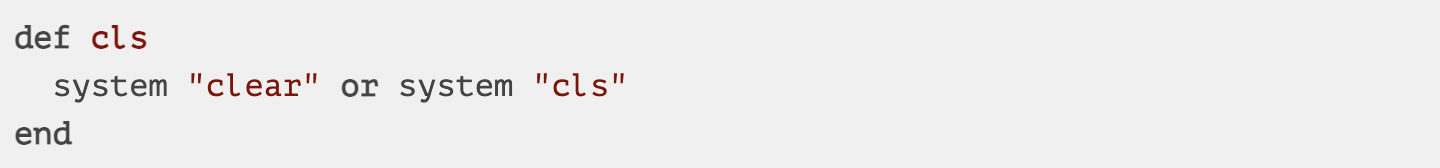 def cls
  system "clear" or system "cls"
end